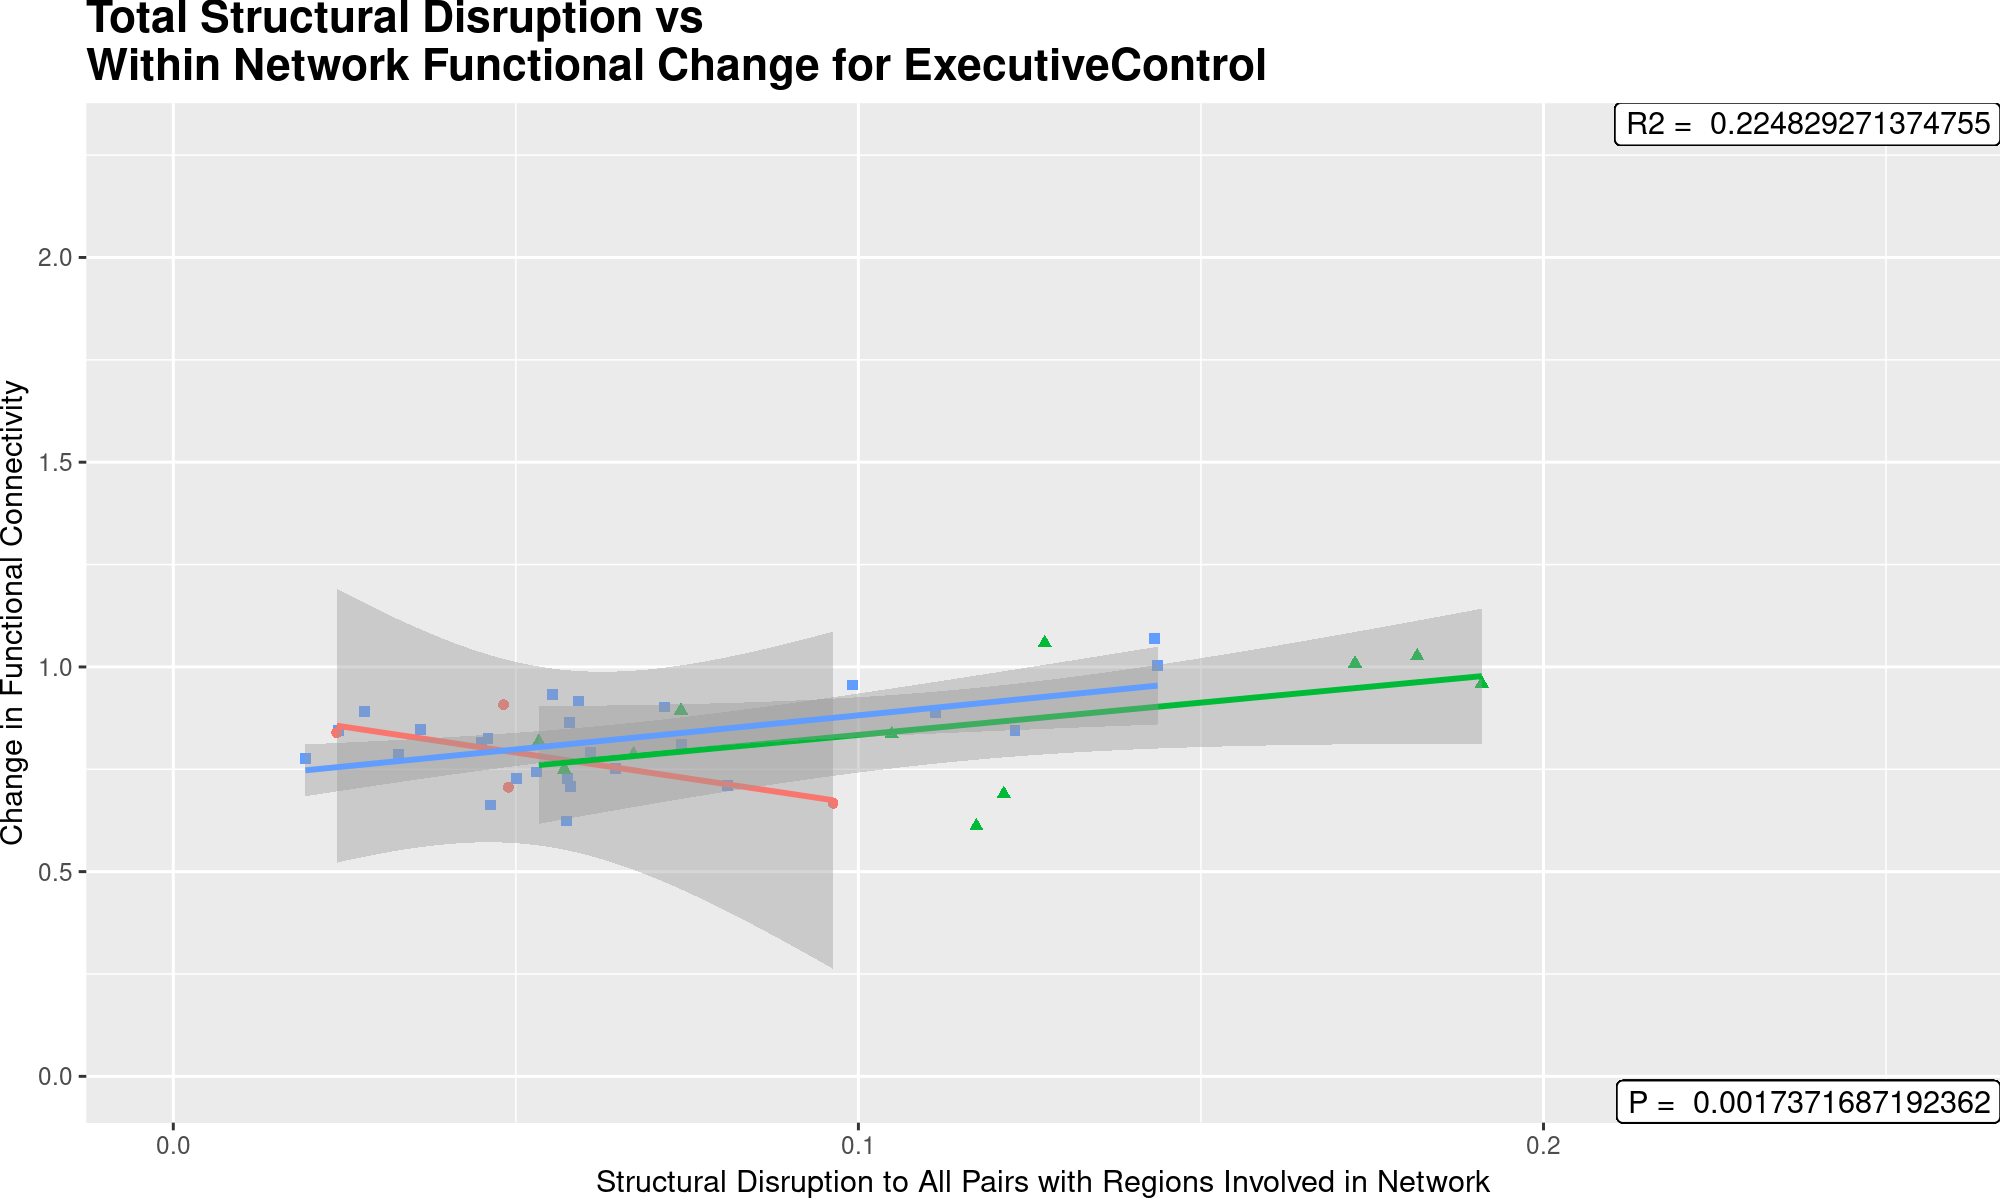 Total Structural Disruption vs
Within Network Functional Change for ExecutiveControl
R2 =  0.224829271374755
Change in Functional Connectivity
2.0
1.5
1.0
0.5
0.0
P =  0.0017371687192362
0.0
0.1
0.2
Structural Disruption to All Pairs with Regions Involved in Network